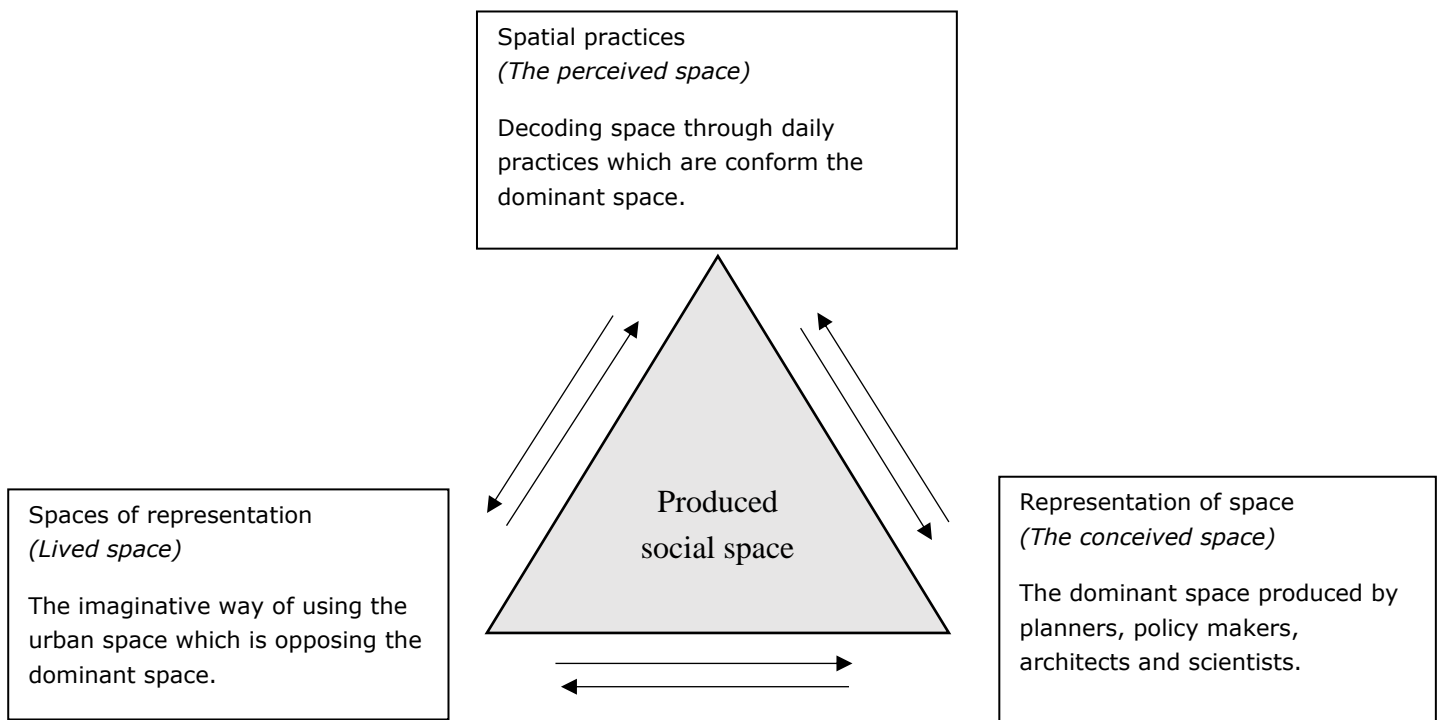 Spatial practices
(The perceived space)
Decoding space through daily
practices which are conform the
dominant space.
Produced
social space
Spaces of representation
(Lived space)
The imaginative way of using the
urban space which is opposing the
dominant space.
Representation of space
(The conceived space)
The dominant space produced by
planners, policy makers,
architects and scientists.